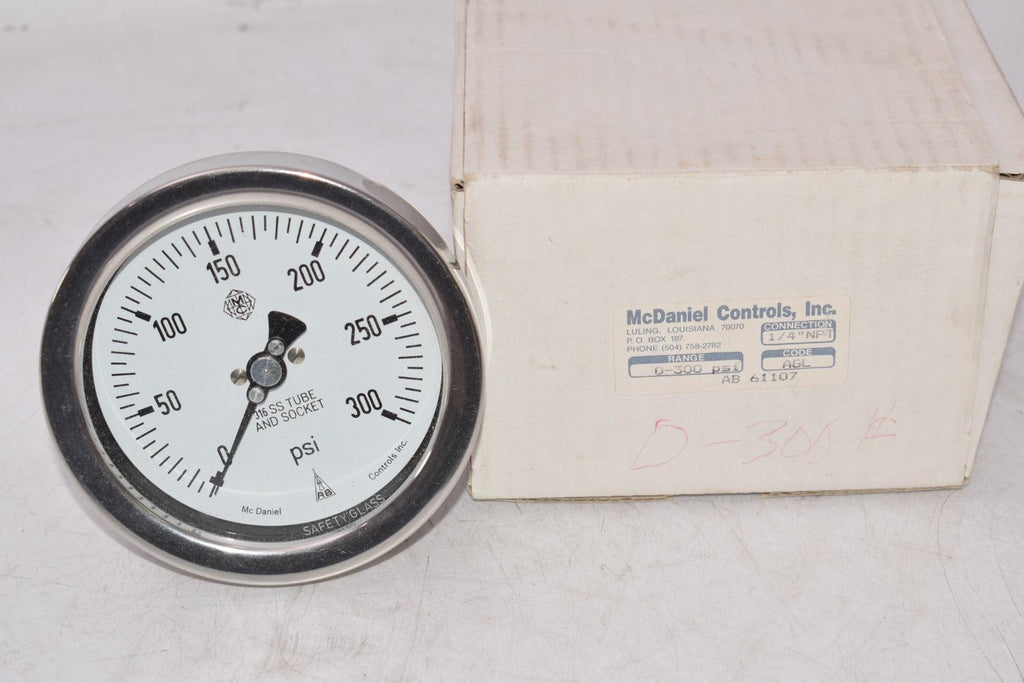 0
50
100
150
200
250
300
316 SS TUBE
AND SOCKET
psi
Mc Daniel
Controls Inc.
SAFETY GLASS
McDaniel Controls, Inc.
LULING, LOUISIANA 70070
P. O. BOX 187
PHONE (504) 758-2782
CONNECTION
1/4"NPT
RANGE
0-300 psi
CODE
AGL
AB 61107